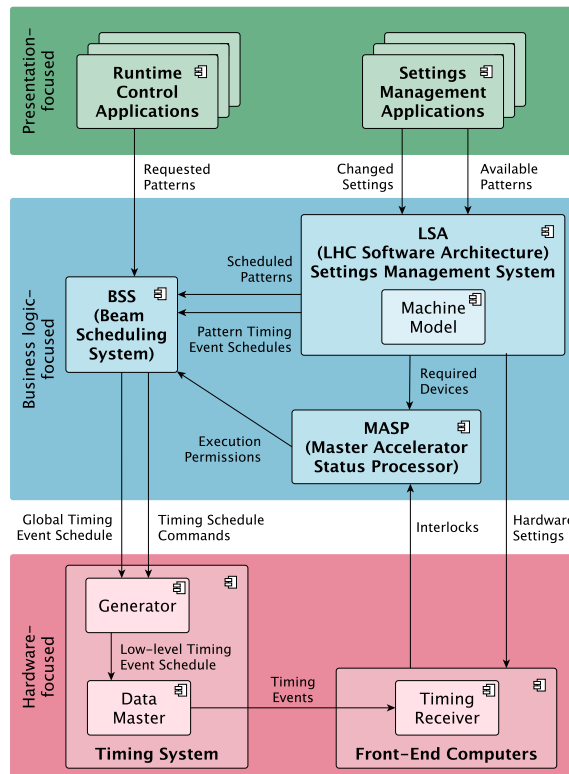 Presentation-
focused
Runtime
Control
Applications
Settings
Management
Applications
Requested
Patterns
Changed
Settings
Available
Patterns
Business logic-
focused
LSA
(LHC Software Architecture)
Settings Management System
Machine
Model
Scheduled
Patterns
BSS
(Beam
Scheduling
System)
Pattern Timing
Event Schedules
Required
Devices
MASP
(Master Accelerator
Status Processor)
Execution
Permissions
Global Timing
Event Schedule
Timing Schedule
Commands
Interlocks
Hardware
Settings
Hardware-
focused
Generator
Low-level Timing
Event Schedule
Data
Master
Timing System
Timing
Events
Timing
Receiver
Front-End Computers